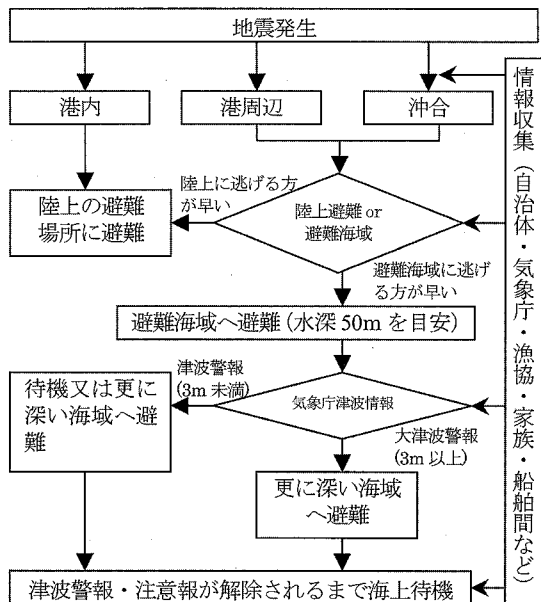 地震発生
港内
港周辺
沖合
陸上に逃げる方
が早い
陸上の避難
場所に避難
陸上避難 or
避難海域
避難海域に逃げ
る方が早い
避難海域へ避難（水深 50m を目安）
津波警報
(3m 未満)
待機又は更に
深い海域へ避
難
気象庁津波情報
大津波警報
(3m 以上)
更に深い海域
へ避難
津波警報・注意報が解除されるまで海上待機
情報収集（自治体・気象庁・漁協・家族・船舶間など）